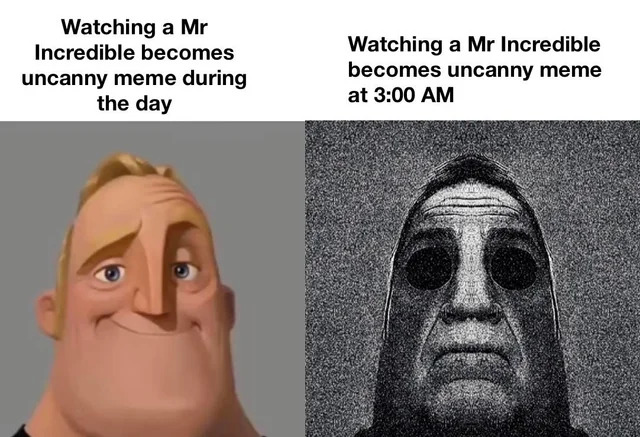 Watching a Mr
Incredible becomes
uncanny meme during
the day
Watching a Mr Incredible
becomes uncanny meme
at 3:00 AM